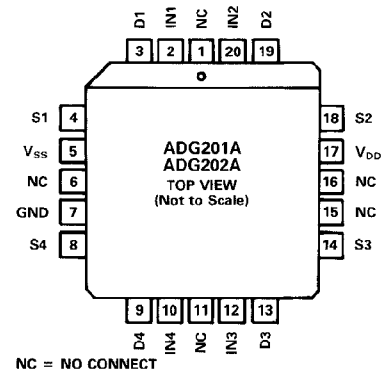 D1 IN1 NC IN2 D2
3 2 1 20 19
S1 4 18 S2
ADG201A
ADG202A
VSS 5 17 VDD
TOP VIEW
(Not to Scale)
NC 6 16 NC
GND 7 15 NC
S4 8 14 S3
9 10 11 12 13
D4 IN4 NC IN3 D3
NC = NO CONNECT